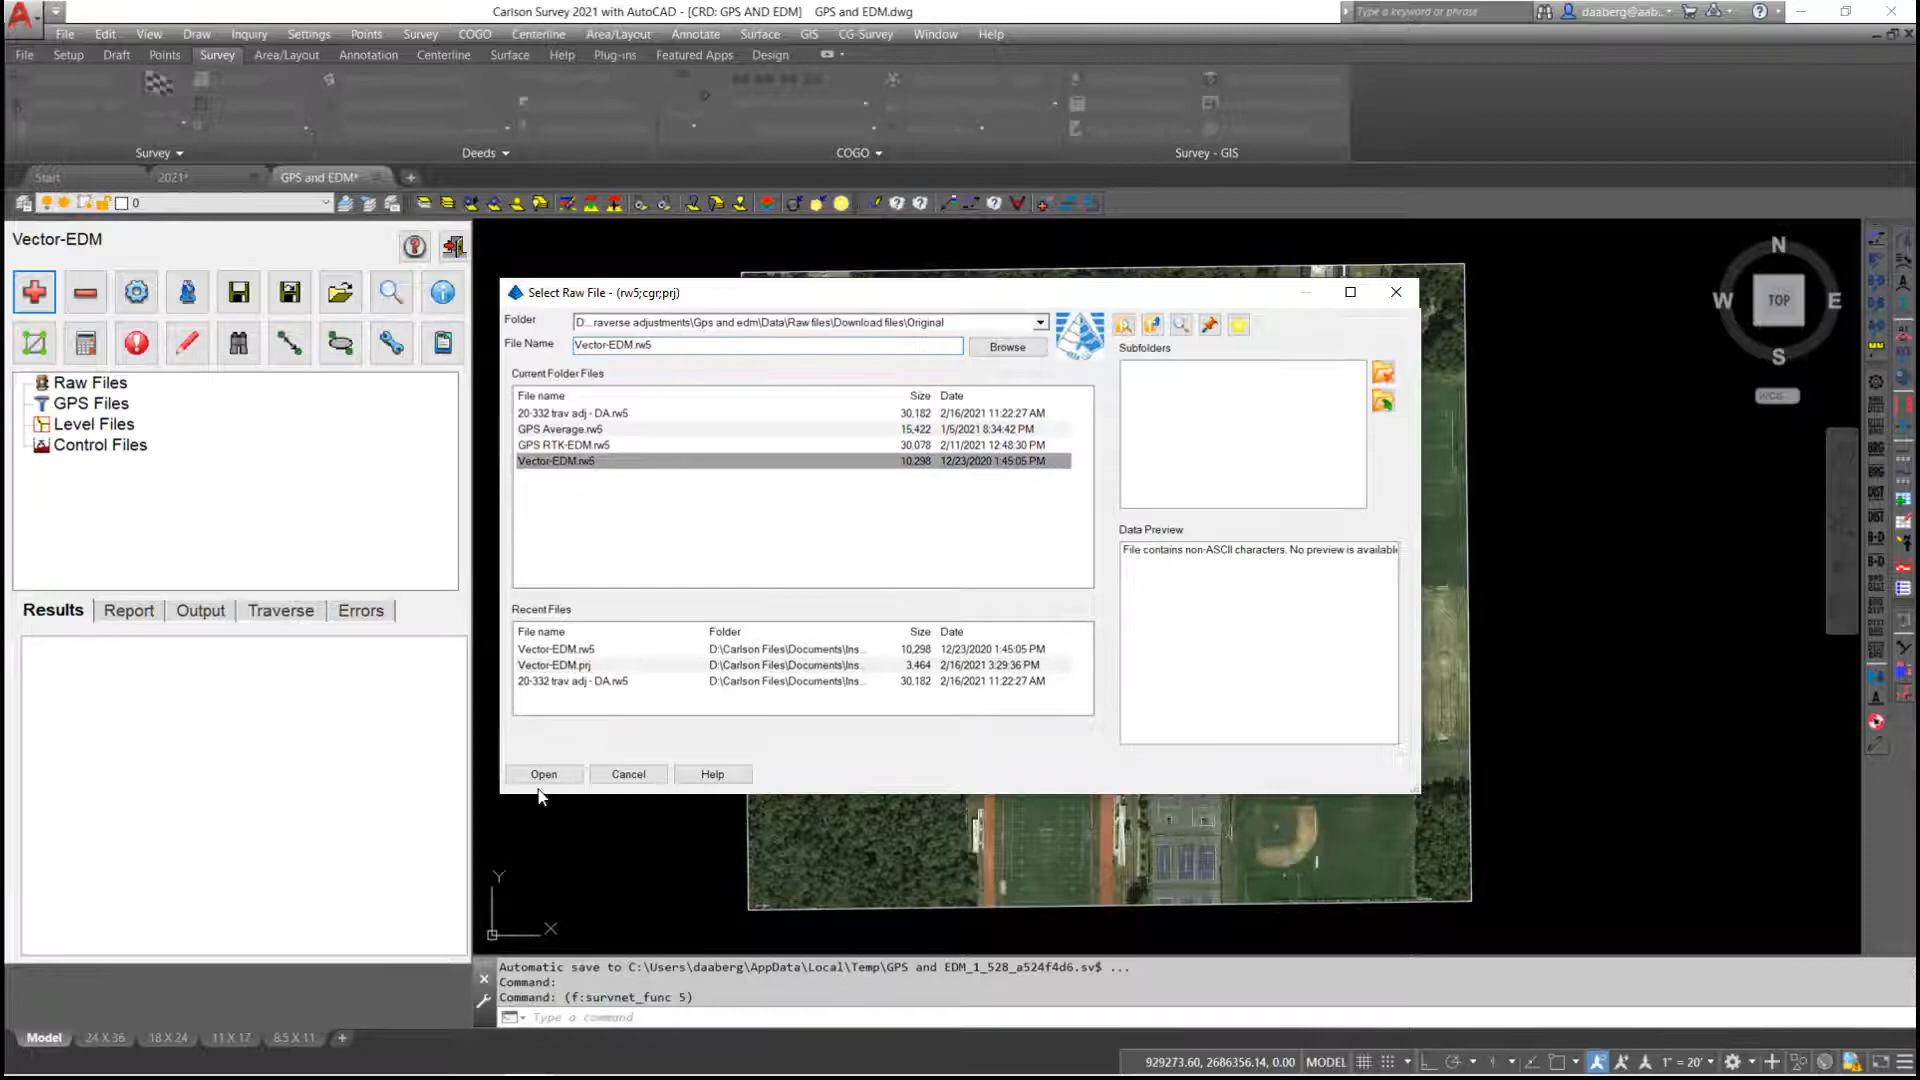 Carlson Survey 2021 with AutoCAD - [CRD: GPS AND EDM] GPS and EDM.dwg
Type a keyword or phrase
daaberg@aab...
File Edit View Draw Inquiry Settings Points Survey COGO Centerline Area/Layout Annotate Surface GIS CG-Survey Window Help
File Setup Draft Points Survey Area/Layout Annotation Centerline Surface Help Plug-ins Featured Apps Design
Survey Deeds COGO Survey - GIS
Start 2021* GPS and EDM*
0
Vector-EDM
Raw Files
GPS Files
Level Files
Control Files
Results Report Output Traverse Errors
Select Raw File - (rw5;cgr;prj)
Folder D:...raverse adjustments\Gps and edm\Data\Raw files\Download files\Original
File Name Vector-EDM.rw5 Browse
Current Folder Files
File name Size Date
20-332 trav adj - DA.rw5 30,182 2/16/2021 11:22:27 AM
GPS Average.rw5 15,422 1/5/2021 8:34:42 PM
GPS RTK-EDM.rw5 30,078 2/11/2021 12:48:30 PM
Vector-EDM.rw5 10,298 12/23/2020 1:45:05 PM
Recent Files
File name Folder Size Date
Vector-EDM.rw5 D:\Carlson Files\Documents\Ins... 10,298 12/23/2020 1:45:05 PM
Vector-EDM.prj D:\Carlson Files\Documents\Ins... 3,464 2/16/2021 3:29:36 PM
20-332 trav adj - DA.rw5 D:\Carlson Files\Documents\Ins... 30,182 2/16/2021 11:22:27 AM
Open Cancel Help
Subfolders
Data Preview
File contains non-ASCII characters. No preview is availabl
N
W TOP E
S
WCS
BRG
BRG
DIST
DIST
B+D
B+D
Y
X
Automatic save to C:\Users\daaberg\AppData\Local\Temp\GPS and EDM_1_528_a524f4d6.sv$ ...
Command:
Command: (f:survnet_func 5)
Type a command
Model 24 X 36 18 X 24 11 X 17 8.5 X 11 +
929273.60, 2686356.14, 0.00 MODEL 1" = 20'